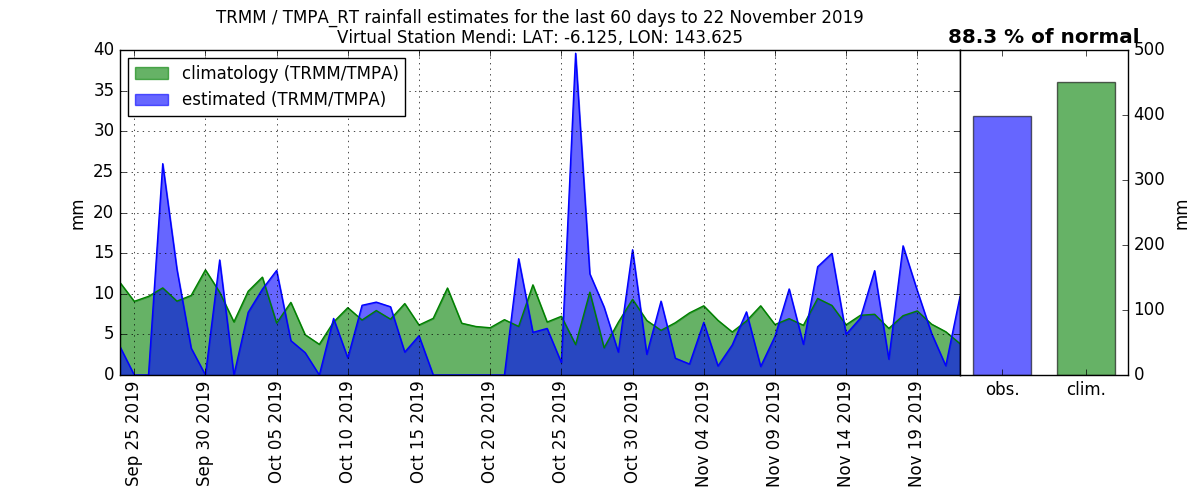 TRMM / TMPA_RT rainfall estimates for the last 60 days to 22 November 2019
Virtual Station Mendi: LAT: -6.125, LON: 143.625
88.3 % of normal
climatology (TRMM/TMPA)
estimated (TRMM/TMPA)
40
35
30
25
20
15
10
5
0
mm
500
400
300
200
100
0
mm
obs.
clim.
Sep 25 2019
Sep 30 2019
Oct 05 2019
Oct 10 2019
Oct 15 2019
Oct 20 2019
Oct 25 2019
Oct 30 2019
Nov 04 2019
Nov 09 2019
Nov 14 2019
Nov 19 2019